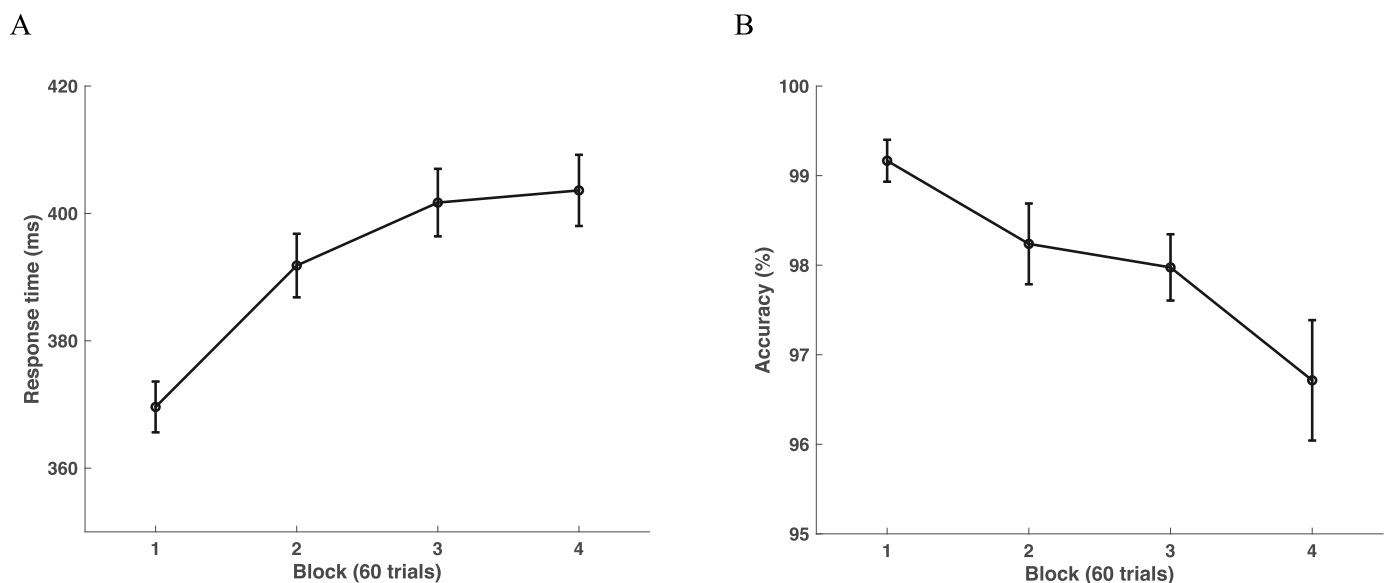 A
420
400
380
360
Response time (ms)
1 2 3 4
Block (60 trials)
B
100
99
98
97
96
95
Accuracy (%)
1 2 3 4
Block (60 trials)